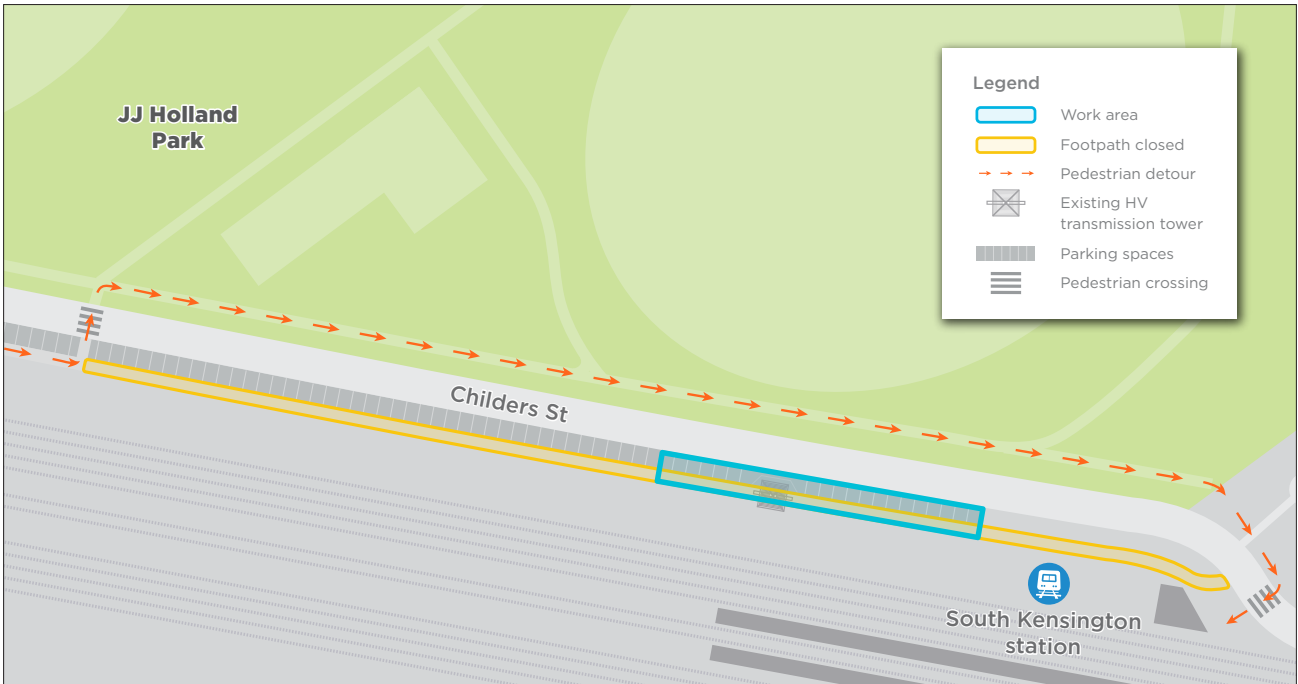 JJ Holland
Park
Legend
Work area
Footpath closed
Pedestrian detour
Existing HV
transmission tower
Parking spaces
Pedestrian crossing
Childers St
South Kensington
station